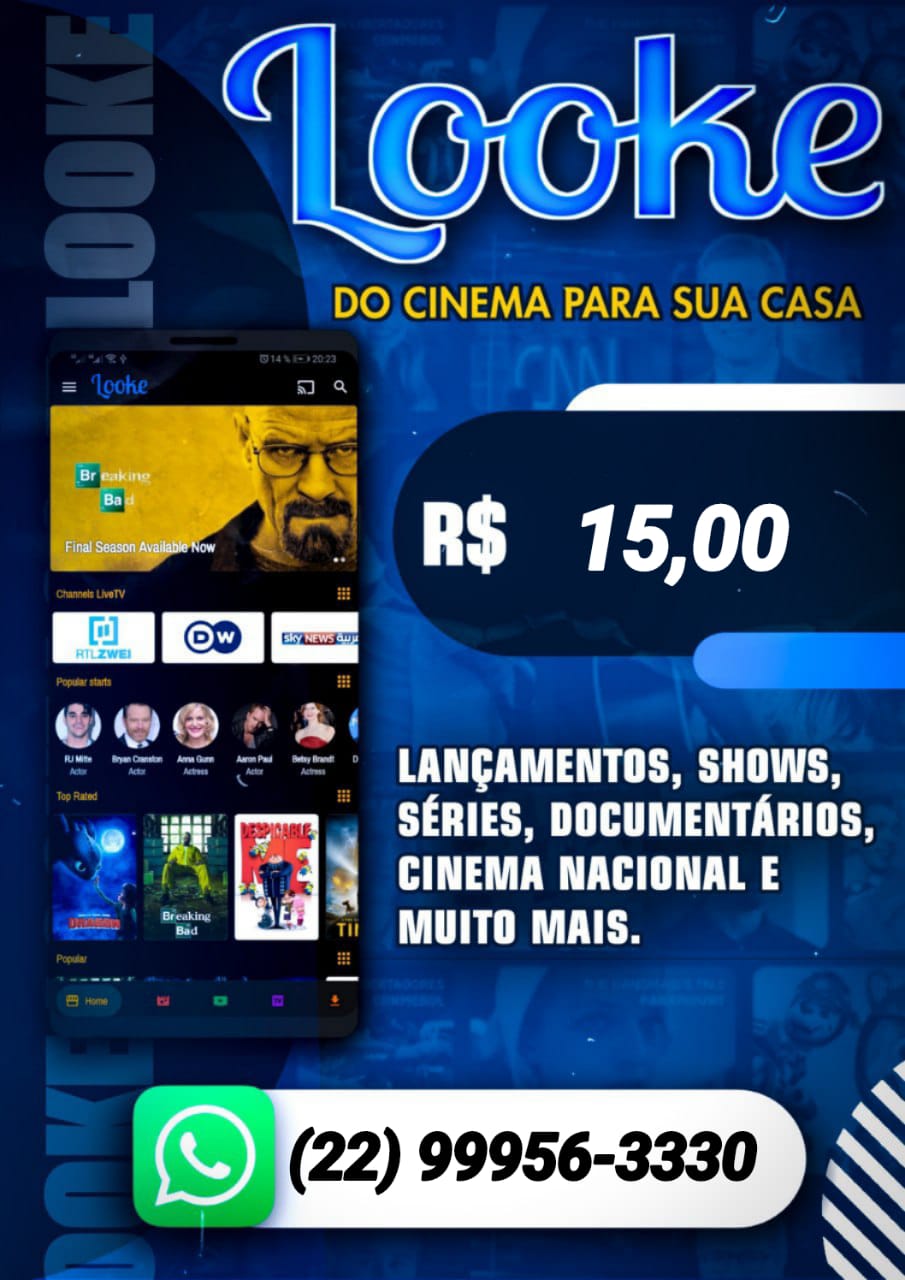 LOOKE
Looke
DO CINEMA PARA SUA CASA
14 % 20:23
Looke
Breaking
Bad
Final Season Available Now
Channels LiveTV
RTLZWEI
DW
sky NEWS عربية
Popular starts
RJ Mitte
Actor
Bryan Cranston
Actor
Anna Gunn
Actress
Aaron Paul
Actor
Betsy Brandt
Actress
D
Top Rated
DRAGON
Breaking
Bad
DESPICABLE
ME
TI
Popular
Home
TV
R$ 15,00
LANÇAMENTOS, SHOWS,
SÉRIES, DOCUMENTÁRIOS,
CINEMA NACIONAL E
MUITO MAIS.
CNN
OOKE
(22) 99956-3330